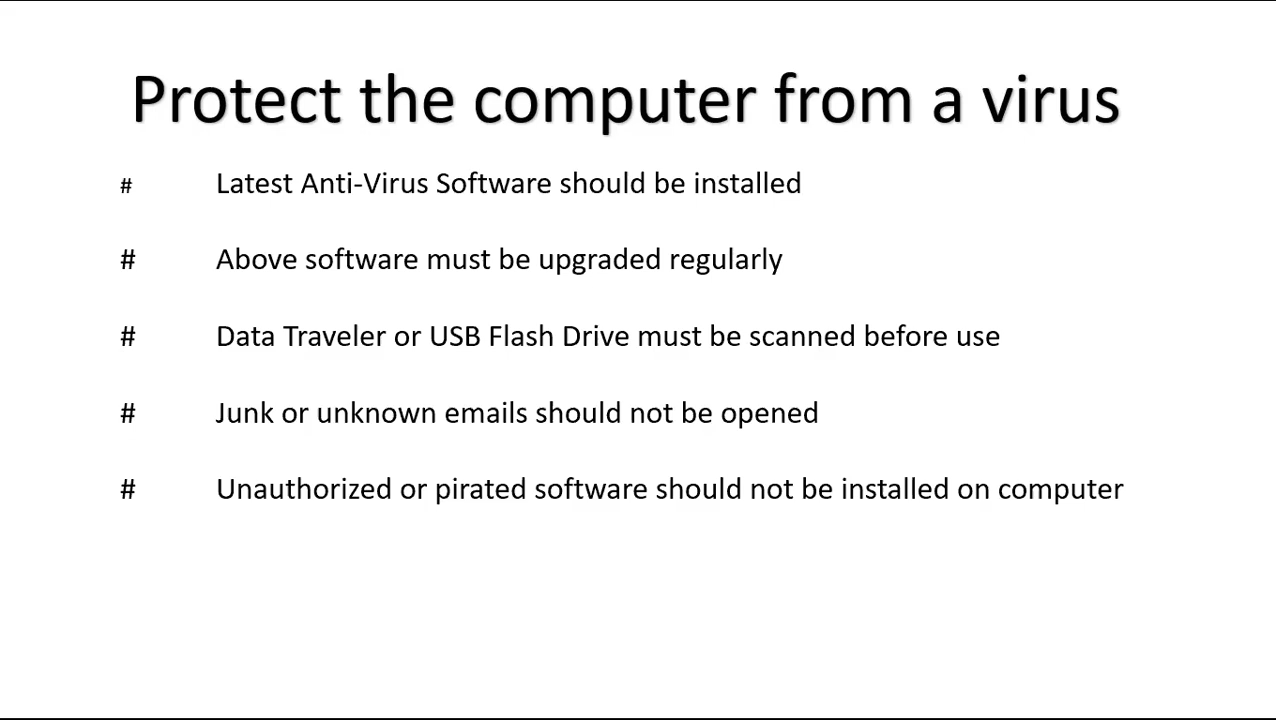 Protect the computer from a virus
# Latest Anti-Virus Software should be installed
# Above software must be upgraded regularly
# Data Traveler or USB Flash Drive must be scanned before use
# Junk or unknown emails should not be opened
# Unauthorized or pirated software should not be installed on computer